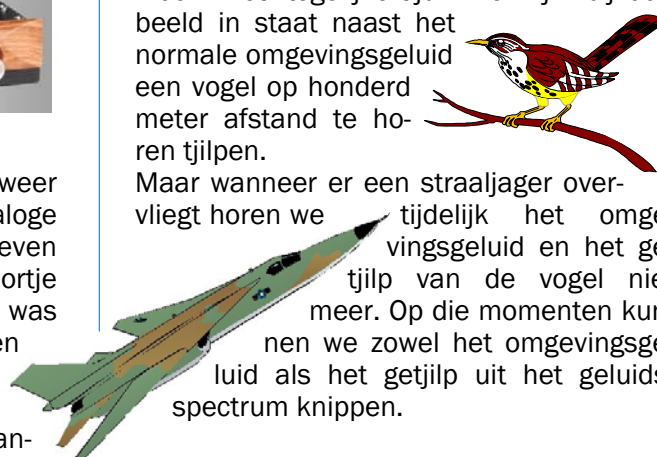 weer
aloge
even
ortje
was
en
an-
beeld in staat naast het
normale omgevingsgeluid
een vogel op honderd
meter afstand te ho-
ren tjilpen.
Maar wanneer er een straaljager over-
vliegt horen we tijdelijk het omge
vingsgeluid en het ge
tjilp van de vogel nie
meer. Op die momenten kun
nen we zowel het omgevingsge
luid als het getjilp uit het geluids
spectrum knippen.